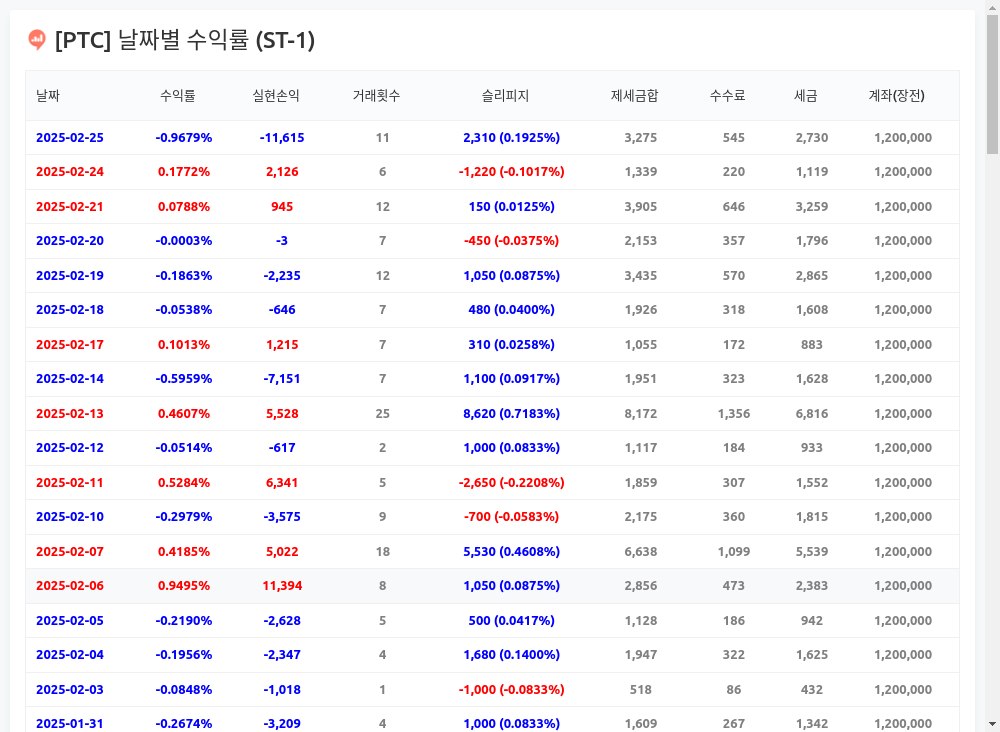 [PTC] 날짜별 수익률 (ST-1)
날짜 수익률 실현손익 거래횟수 슬리피지 제세금합 수수료 세금 계좌(장전)
2025-02-25 -0.9679% -11,615 11 2,310 (0.1925%) 3,275 545 2,730 1,200,000
2025-02-24 0.1772% 2,126 6 -1,220 (-0.1017%) 1,339 220 1,119 1,200,000
2025-02-21 0.0788% 945 12 150 (0.0125%) 3,905 646 3,259 1,200,000
2025-02-20 -0.0003% -3 7 -450 (-0.0375%) 2,153 357 1,796 1,200,000
2025-02-19 -0.1863% -2,235 12 1,050 (0.0875%) 3,435 570 2,865 1,200,000
2025-02-18 -0.0538% -646 7 480 (0.0400%) 1,926 318 1,608 1,200,000
2025-02-17 0.1013% 1,215 7 310 (0.0258%) 1,055 172 883 1,200,000
2025-02-14 -0.5959% -7,151 7 1,100 (0.0917%) 1,951 323 1,628 1,200,000
2025-02-13 0.4607% 5,528 25 8,620 (0.7183%) 8,172 1,356 6,816 1,200,000
2025-02-12 -0.0514% -617 2 1,000 (0.0833%) 1,117 184 933 1,200,000
2025-02-11 0.5284% 6,341 5 -2,650 (-0.2208%) 1,859 307 1,552 1,200,000
2025-02-10 -0.2979% -3,575 9 -700 (-0.0583%) 2,175 360 1,815 1,200,000
2025-02-07 0.4185% 5,022 18 5,530 (0.4608%) 6,638 1,099 5,539 1,200,000
2025-02-06 0.9495% 11,394 8 1,050 (0.0875%) 2,856 473 2,383 1,200,000
2025-02-05 -0.2190% -2,628 5 500 (0.0417%) 1,128 186 942 1,200,000
2025-02-04 -0.1956% -2,347 4 1,680 (0.1400%) 1,947 322 1,625 1,200,000
2025-02-03 -0.0848% -1,018 1 -1,000 (-0.0833%) 518 86 432 1,200,000
2025-01-31 -0.2674% -3,209 4 1,000 (0.0833%) 1,609 267 1,342 1,200,000